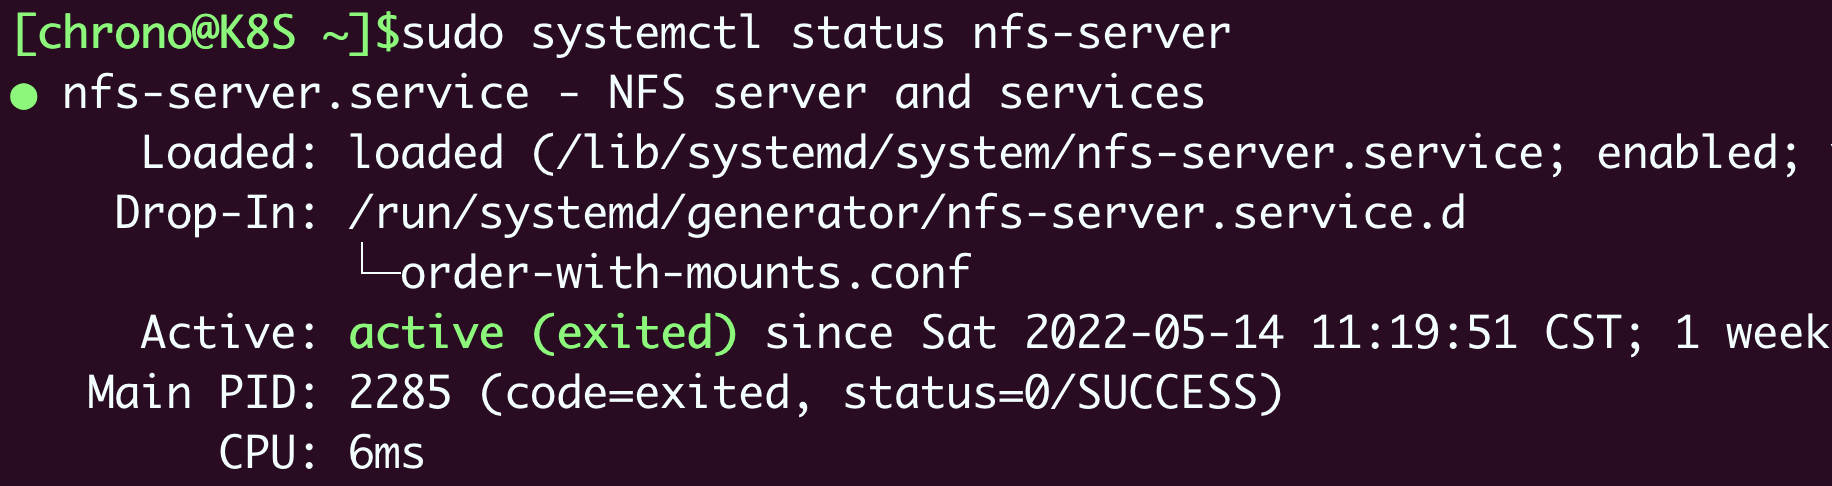 [chrono@K8S ~]$sudo systemctl status nfs-server
● nfs-server.service - NFS server and services
Loaded: loaded (/lib/systemd/system/nfs-server.service; enabled;
Drop-In: /run/systemd/generator/nfs-server.service.d
└─order-with-mounts.conf
Active: active (exited) since Sat 2022-05-14 11:19:51 CST; 1 week
Main PID: 2285 (code=exited, status=0/SUCCESS)
CPU: 6ms